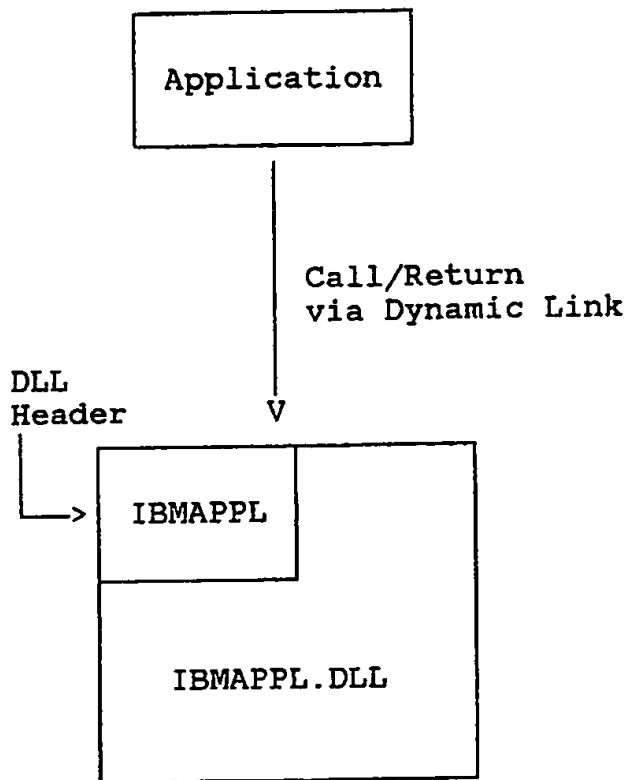 Application
Call/Return
via Dynamic Link
DLL
Header
V
IBMAPPL
IBMAPPL.DLL